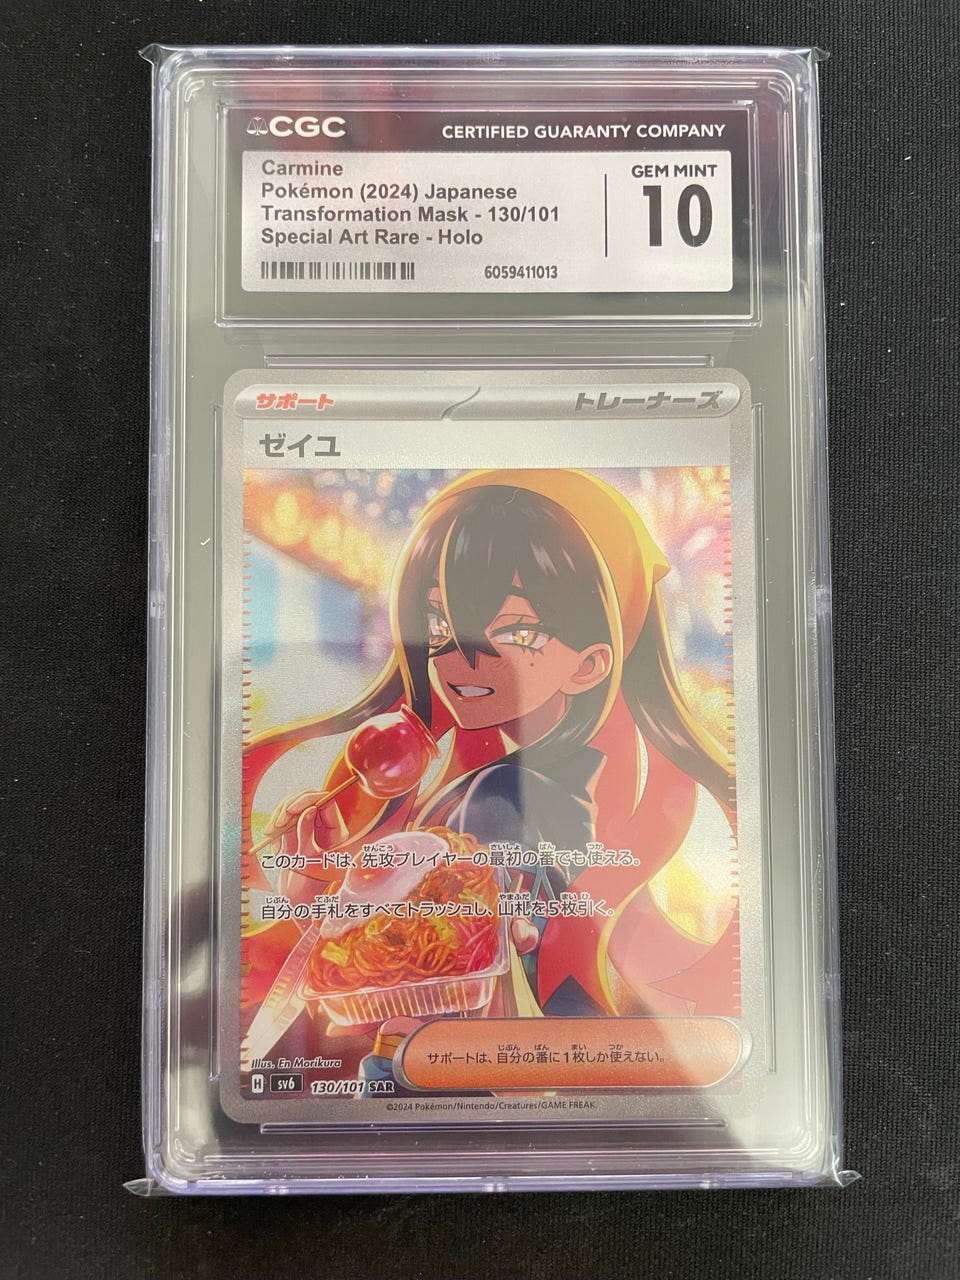 CGC
CERTIFIED GUARANTY COMPANY
Carmine
Pokémon (2024) Japanese
Transformation Mask - 130/101
Special Art Rare - Holo
GEM MINT
10
6059411013
サポート
トレーナーズ
ゼイユ
このカードは、先攻プレイヤーの最初の番でも使える。
自分の手札をすべてトラッシュし、山札を5枚引く。
サポートは、自分の番に1枚しか使えない。
Illus. En Morikura
H sv6 130/101 SAR
©2024 Pokémon/Nintendo/Creatures/GAME FREAK.